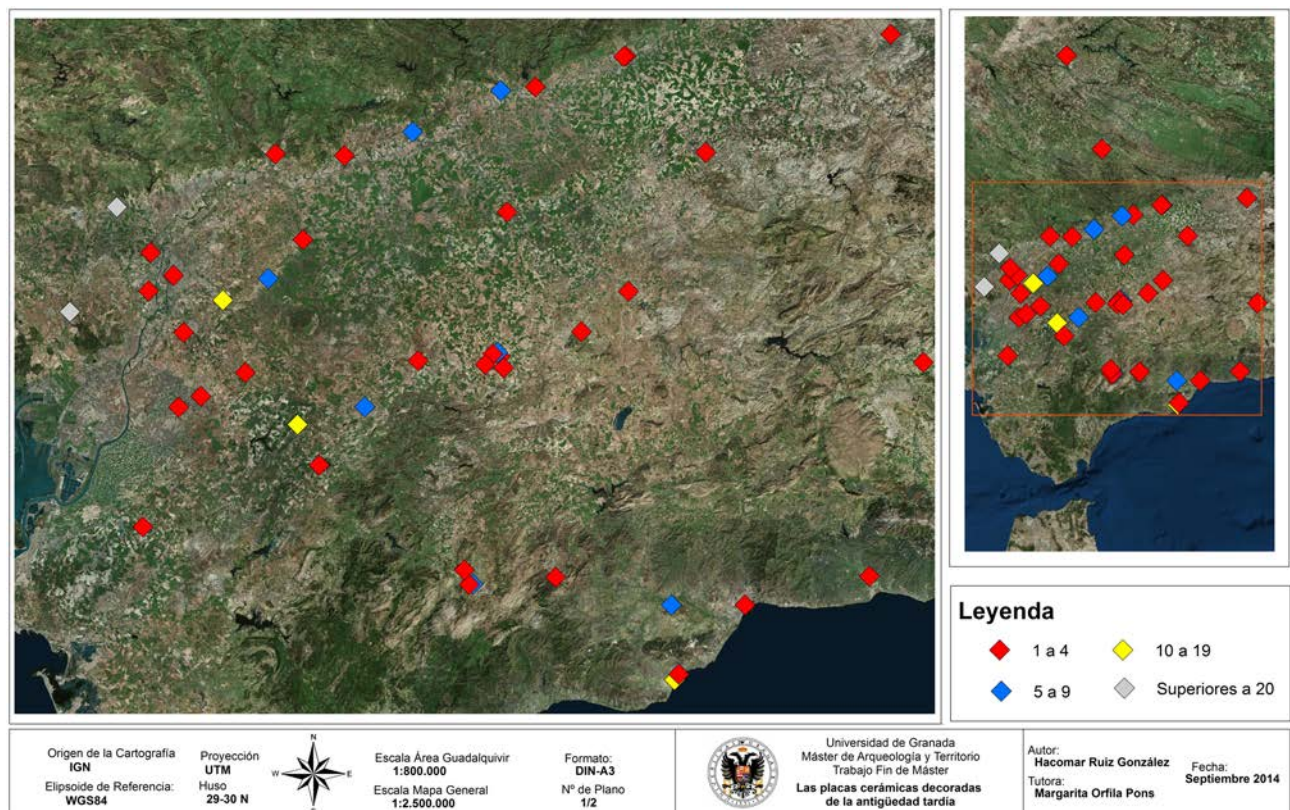 Leyenda
1 a 4
10 a 19
5 a 9
Superiores a 20
Origen de la Cartografía
IGN
Elipsoide de Referencia:
WGS84
Proyección
UTM
Huso
29-30 N
N
W
E
Escala Área Guadalquivir
1:800.000
Escala Mapa General
1:2.500.000
Formato:
DIN-A3
Nº de Plano
1/2
Universidad de Granada
Máster de Arqueología y Territorio
Trabajo Fin de Máster
Las placas cerámicas decoradas
de la antigüedad tardía
Autor:
Hacomar Ruiz González
Tutora:
Margarita Orfila Pons
Fecha:
Septiembre 2014